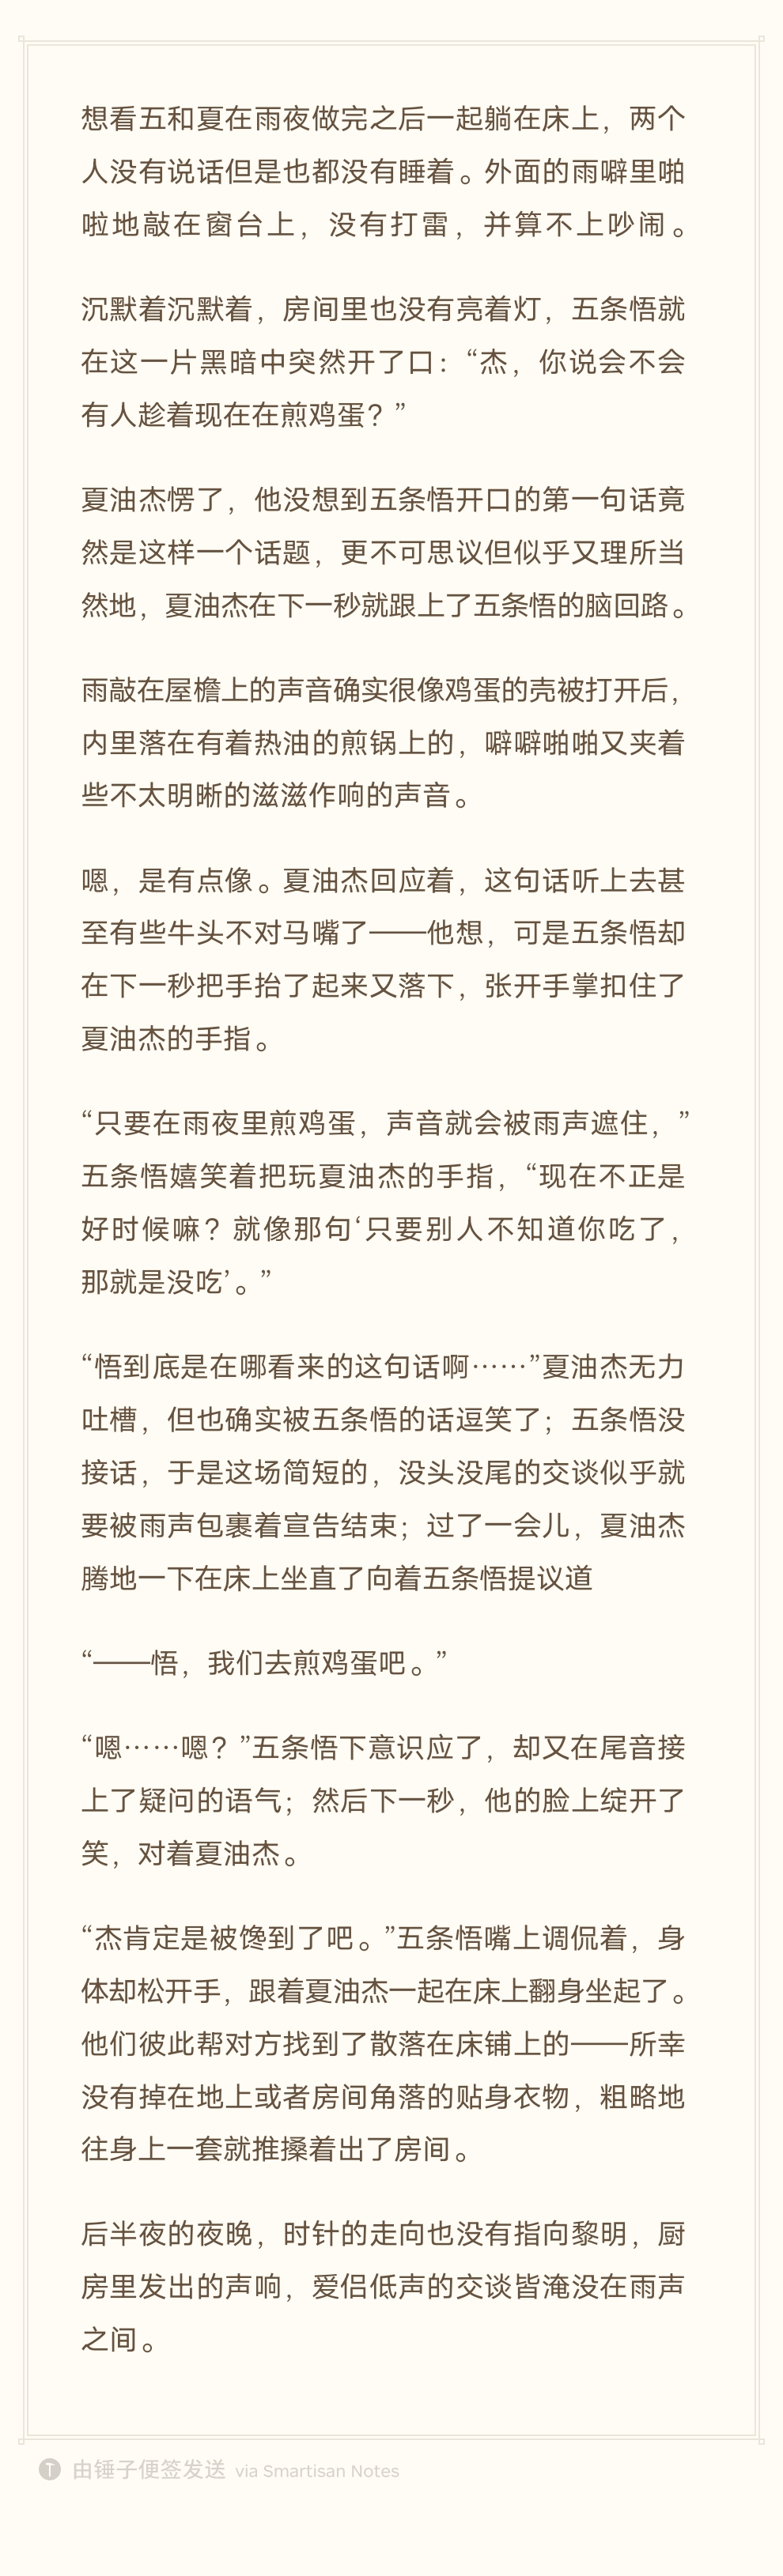 想看五和夏在雨夜做完之后一起躺在床上，两个
人没有说话但是也都没有睡着。外面的雨噼里啪
啦地敲在窗台上，没有打雷，并算不上吵闹。
沉默着沉默着，房间里也没有亮着灯，五条悟就
在这一片黑暗中突然开了口：“杰，你说会不会
有人趁着现在在煎鸡蛋？”
夏油杰愣了，他没想到五条悟开口的第一句话竟
然是这样一个话题，更不可思议但似乎又理所当
然地，夏油杰在下一秒就跟上了五条悟的脑回路。
雨敲在屋檐上的声音确实很像鸡蛋的壳被打开后，
内里落在有着热油的煎锅上的，噼噼啪啪又夹着
些不太明晰的滋滋作响的声音。
嗯，是有点像。夏油杰回应着，这句话听上去甚
至有些牛头不对马嘴了——他想，可是五条悟却
在下一秒把手抬了起来又落下，张开手掌扣住了
夏油杰的手指。
“只要在雨夜里煎鸡蛋，声音就会被雨声遮住，”
五条悟嬉笑着把玩夏油杰的手指，“现在不正是
好时候嘛？就像那句‘只要别人不知道你吃了，
那就是没吃’。”
“悟到底是在哪看来的这句话啊……”夏油杰无力
吐槽，但也确实被五条悟的话逗笑了；五条悟没
接话，于是这场简短的，没头没尾的交谈似乎就
要被雨声包裹着宣告结束；过了一会儿，夏油杰
腾地一下在床上坐直了向着五条悟提议道
“——悟，我们去煎鸡蛋吧。”
“嗯……嗯？”五条悟下意识应了，却又在尾音接
上了疑问的语气；然后下一秒，他的脸上绽开了
笑，对着夏油杰。
“杰肯定是被馋到了吧。”五条悟嘴上调侃着，身
体却松开手，跟着夏油杰一起在床上翻身坐起了。
他们彼此帮对方找到了散落在床铺上的——所幸
没有掉在地上或者房间角落的贴身衣物，粗略地
往身上一套就推搡着出了房间。
后半夜的夜晚，时针的走向也没有指向黎明，厨
房里发出的声响，爱侣低声的交谈皆淹没在雨声
之间。
由锤子便签发送 via Smartisan Notes